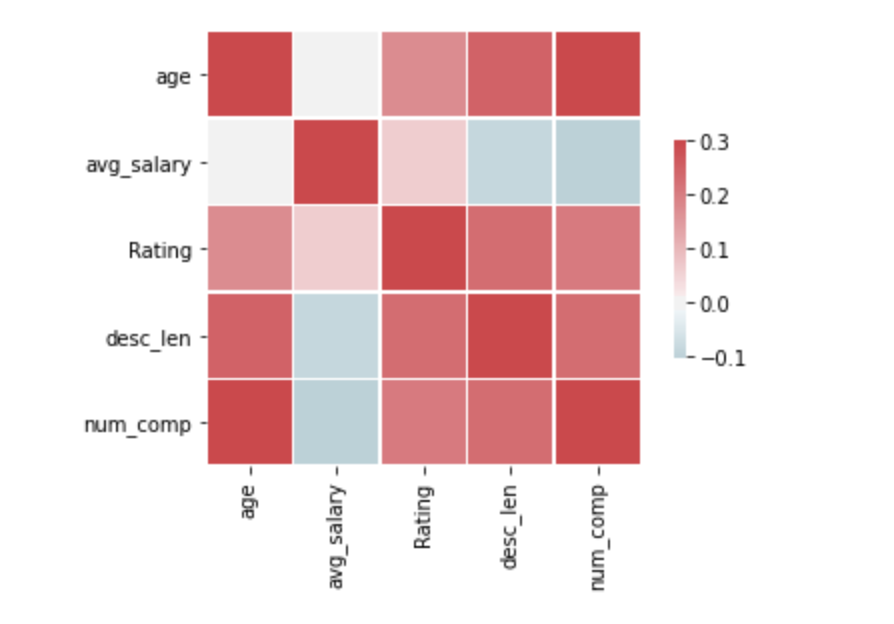 age
avg_salary
Rating
desc_len
num_comp
age
avg_salary
Rating
desc_len
num_comp
0.3
0.2
0.1
0.0
−0.1